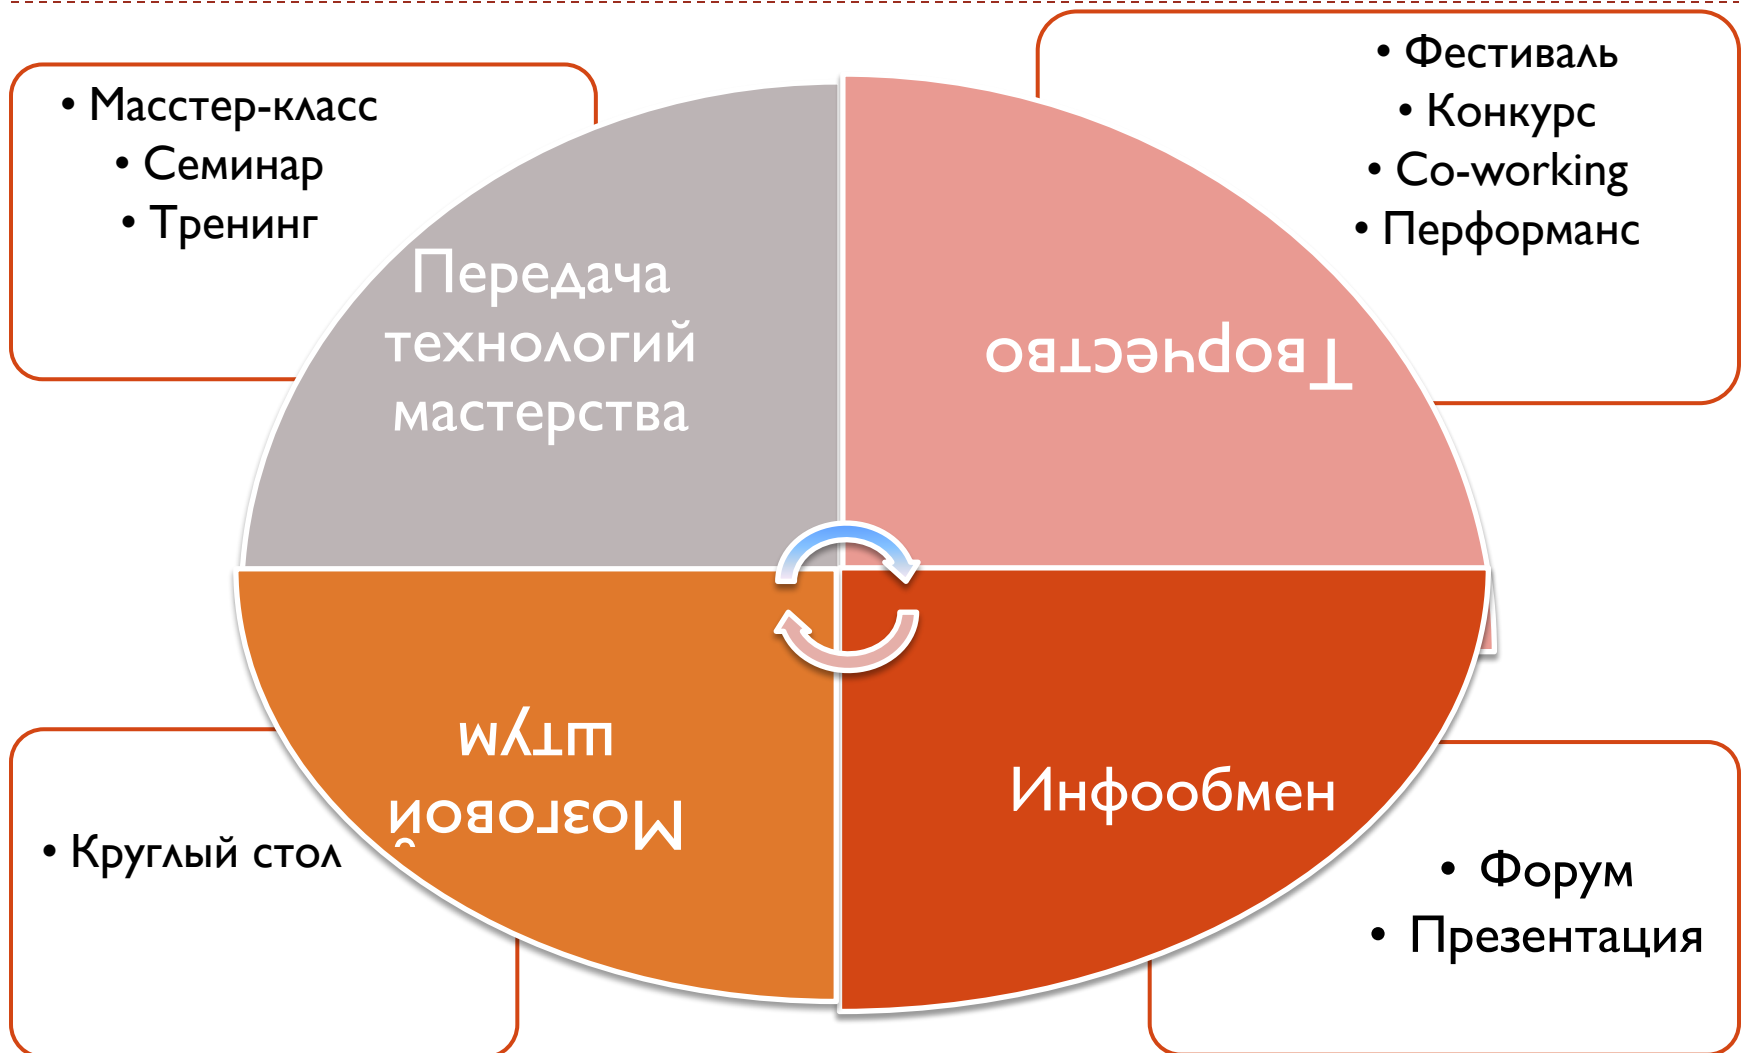 • Масстер-класс
• Семинар
• Тренинг
• Фестиваль
• Конкурс
• Co-working
• Перформанс
Передача
технологий
мастерства
Творчество
Мозговой
штум
Инфообмен
• Круглый стол
• Форум
• Презентация